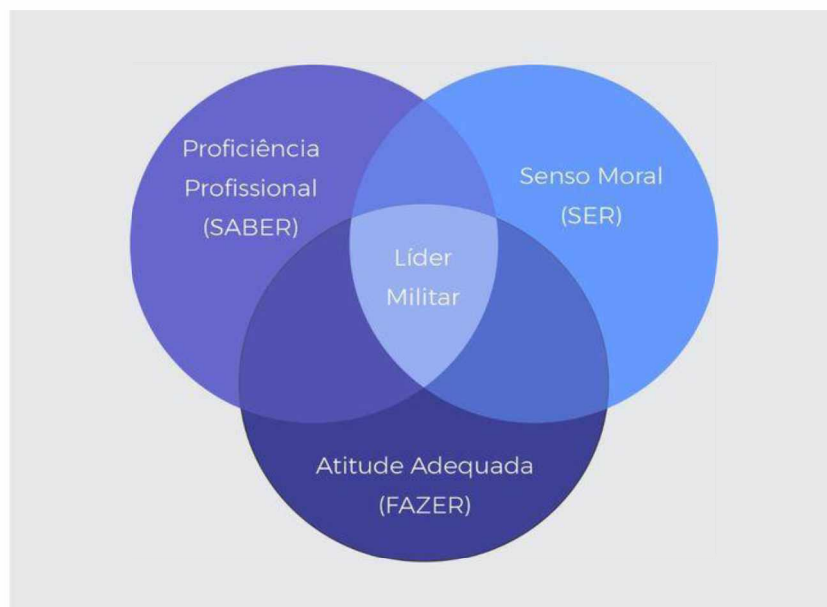 Proficiência
Profissional
(SABER)
Senso Moral
(SER)
Líder
Militar
Atitude Adequada
(FAZER)